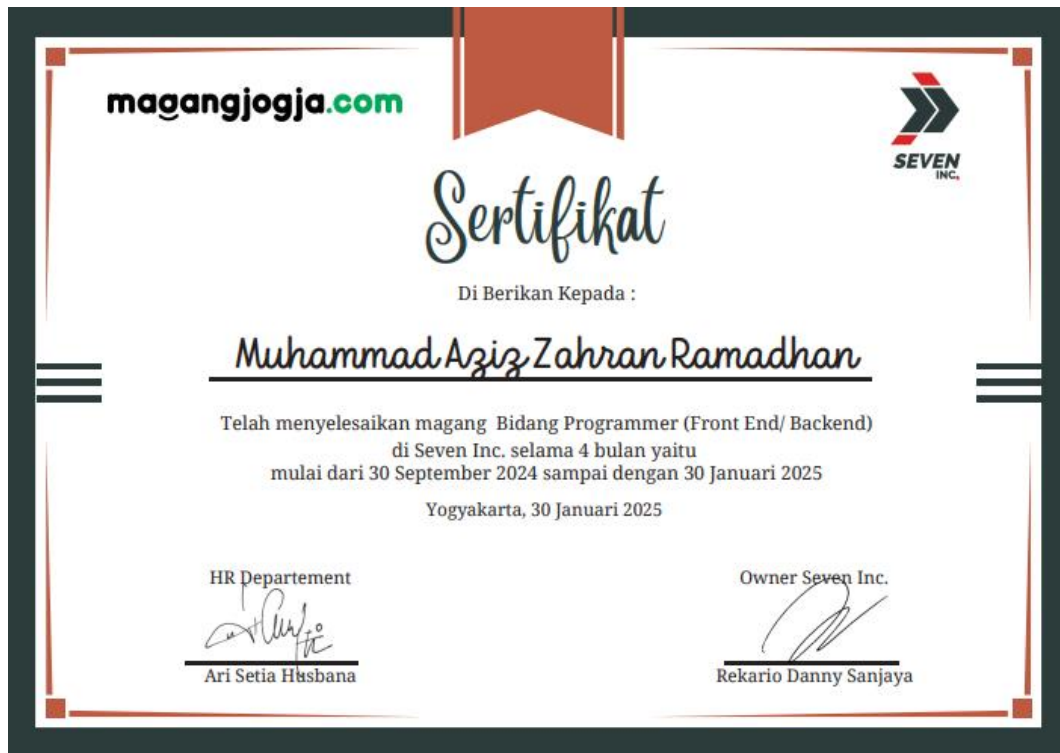 magangjogja.com
SEVEN
INC.
Sertifikat
Di Berikan Kepada :
Muhammad Aziz Zahran Ramadhan
Telah menyelesaikan magang Bidang Programmer (Front End/ Backend)
di Seven Inc. selama 4 bulan yaitu
mulai dari 30 September 2024 sampai dengan 30 Januari 2025
Yogyakarta, 30 Januari 2025
HR Departement
Owner Seven Inc.
Ari Setia Husbana
Rekario Danny Sanjaya